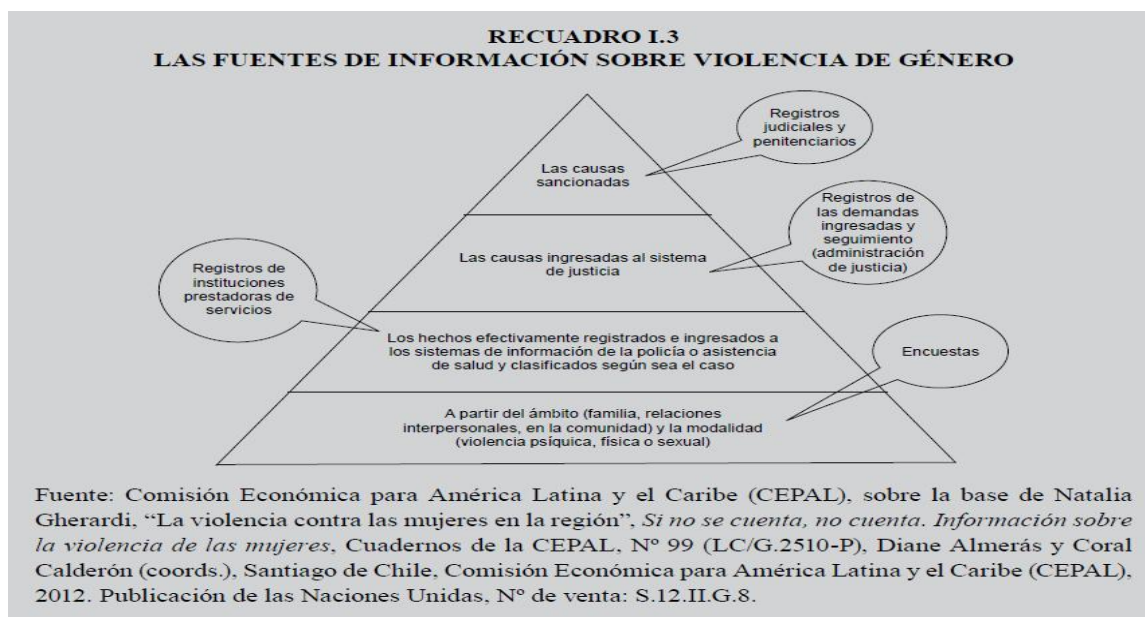 RECUADRO I.3
LAS FUENTES DE INFORMACIÓN SOBRE VIOLENCIA DE GÉNERO
Registros
judiciales y
penitenciarios
Las causas
sancionadas
Registros de
las demandas
ingresadas y
seguimiento
(administración
de justicia)
Las causas ingresadas al sistema
de justicia
Registros de
instituciones
prestadoras de
servicios
Los hechos efectivamente registrados e ingresados a
los sistemas de información de la policía o asistencia
de salud y clasificados según sea el caso
Encuestas
A partir del ámbito (familia, relaciones
interpersonales, en la comunidad) y la modalidad
(violencia psíquica, física o sexual)
Fuente: Comisión Económica para América Latina y el Caribe (CEPAL), sobre la base de Natalia
Gherardi, “La violencia contra las mujeres en la región”, Si no se cuenta, no cuenta. Información sobre
la violencia de las mujeres, Cuadernos de la CEPAL, Nº 99 (LC/G.2510-P), Diane Almerás y Coral
Calderón (coords.), Santiago de Chile, Comisión Económica para América Latina y el Caribe (CEPAL),
2012. Publicación de las Naciones Unidas, Nº de venta: S.12.II.G.8.